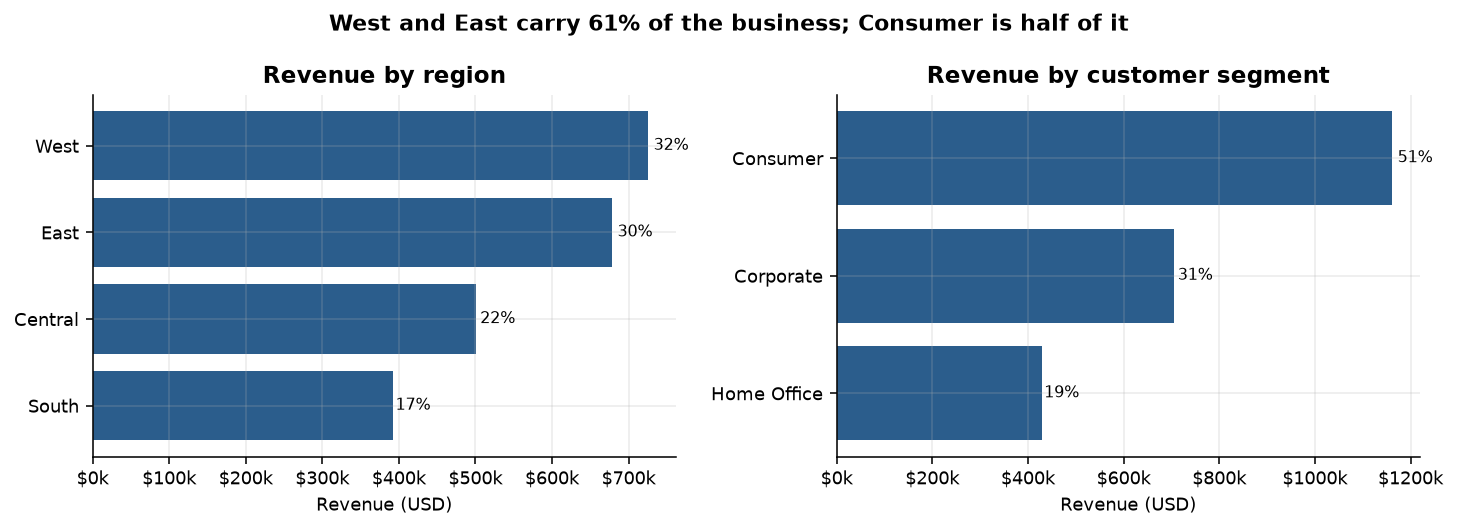 West and East carry 61% of the business; Consumer is half of it
Revenue by region
West
32%
East
30%
Central
22%
South
17%
$0k $100k $200k $300k $400k $500k $600k $700k
Revenue (USD)
Revenue by customer segment
Consumer
51%
Corporate
31%
Home Office
19%
$0k $200k $400k $600k $800k $1000k $1200k
Revenue (USD)